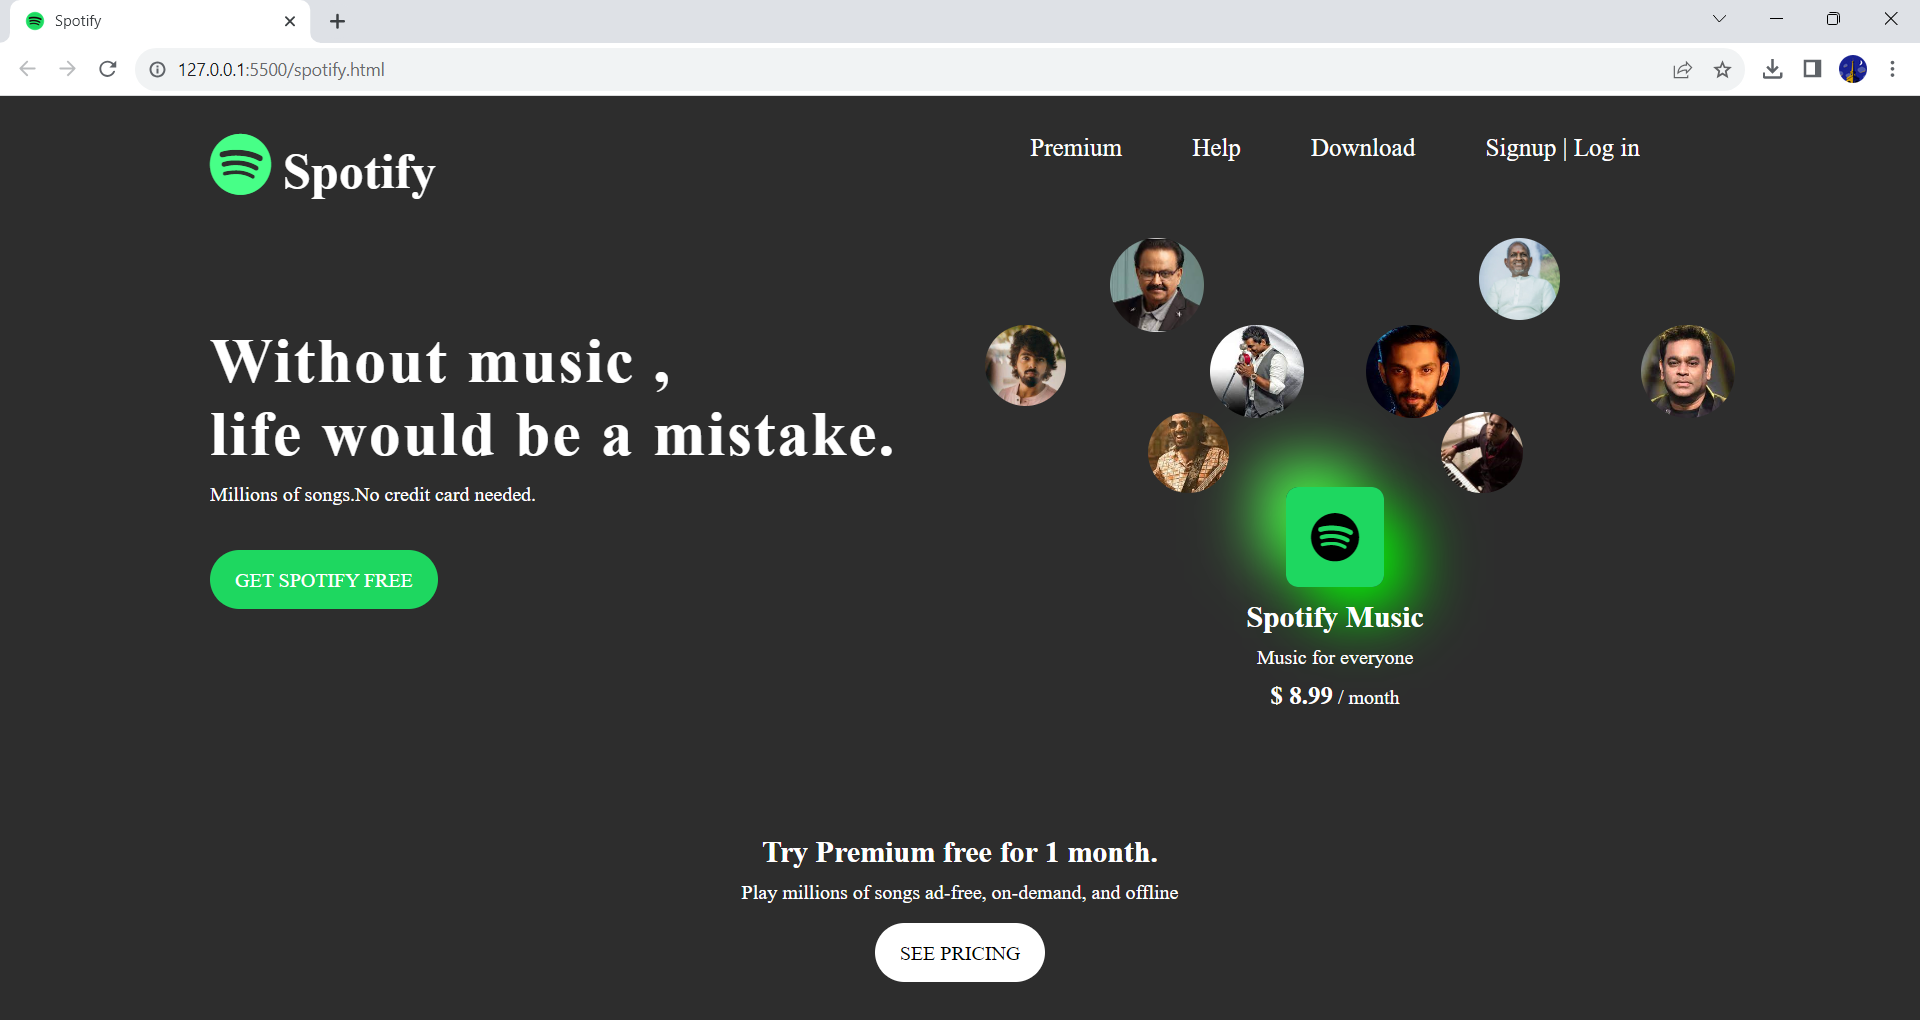 Spotify
127.0.0.1:5500/spotify.html
Spotify
Premium Help Download Signup | Log in
Without music ,
life would be a mistake.
Millions of songs.No credit card needed.
GET SPOTIFY FREE
Spotify Music
Music for everyone
$ 8.99 / month
Try Premium free for 1 month.
Play millions of songs ad-free, on-demand, and offline
SEE PRICING